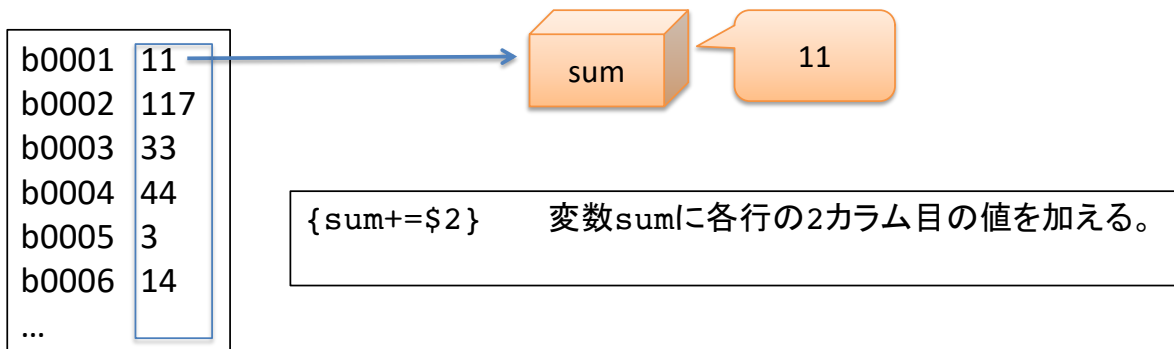 b0001 11
b0002 117
b0003 33
b0004 44
b0005 3
b0006 14
…
sum
11
{sum+=$2} 変数sumに各行の2カラム目の値を加える。